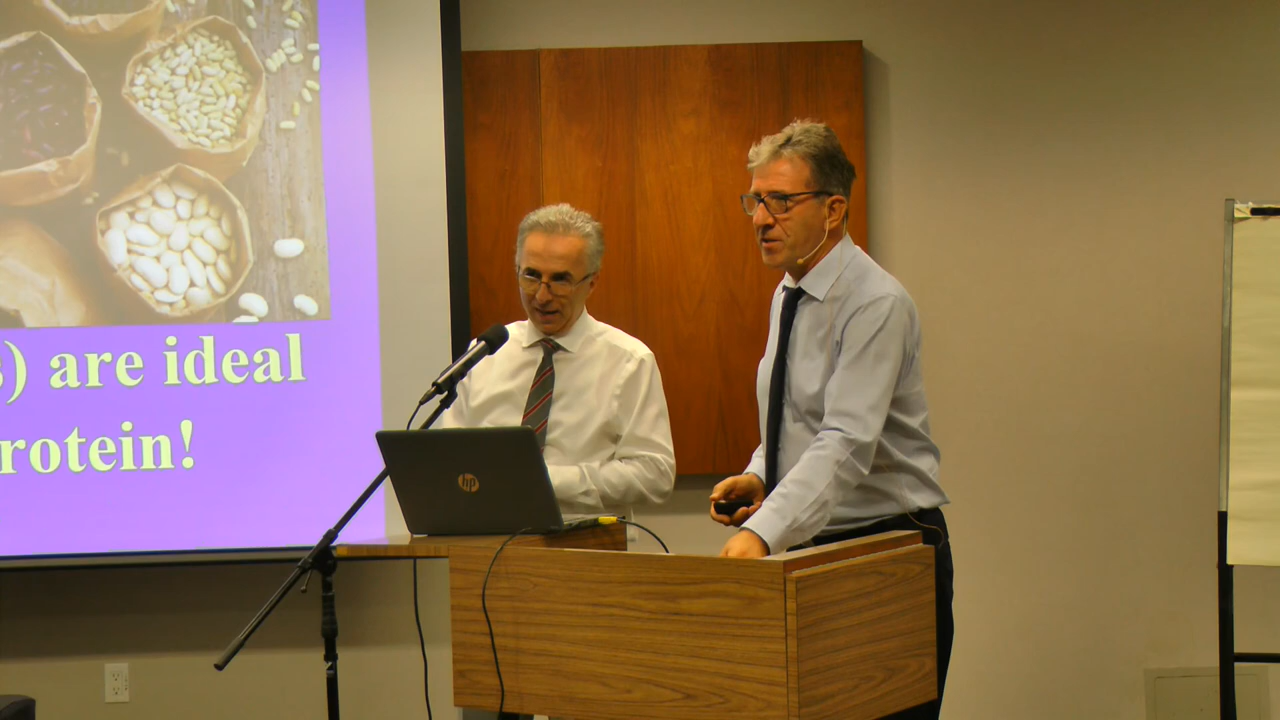 ) are ideal
rotein!
hp